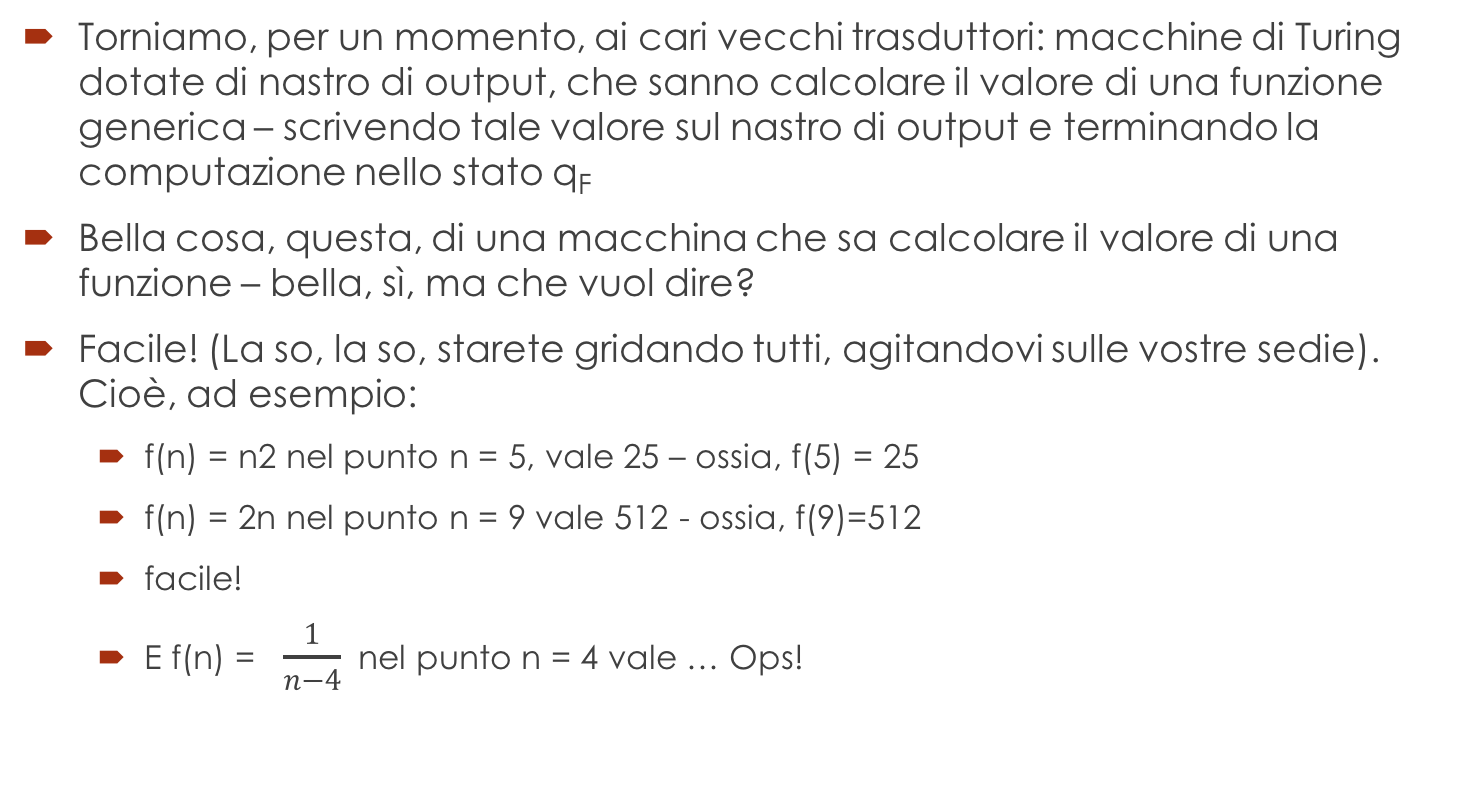 Torniamo, per un momento, ai cari vecchi trasduttori: macchine di Turing
dotate di nastro di output, che sanno calcolare il valore di una funzione
generica – scrivendo tale valore sul nastro di output e terminando la
computazione nello stato qF
Bella cosa, questa, di una macchina che sa calcolare il valore di una
funzione – bella, sì, ma che vuol dire?
Facile! (La so, la so, starete gridando tutti, agitandovi sulle vostre sedie).
Cioè, ad esempio:
f(n) = n2 nel punto n = 5, vale 25 – ossia, f(5) = 25
f(n) = 2n nel punto n = 9 vale 512 - ossia, f(9)=512
facile!
E f(n) = 1/(n−4) nel punto n = 4 vale … Ops!